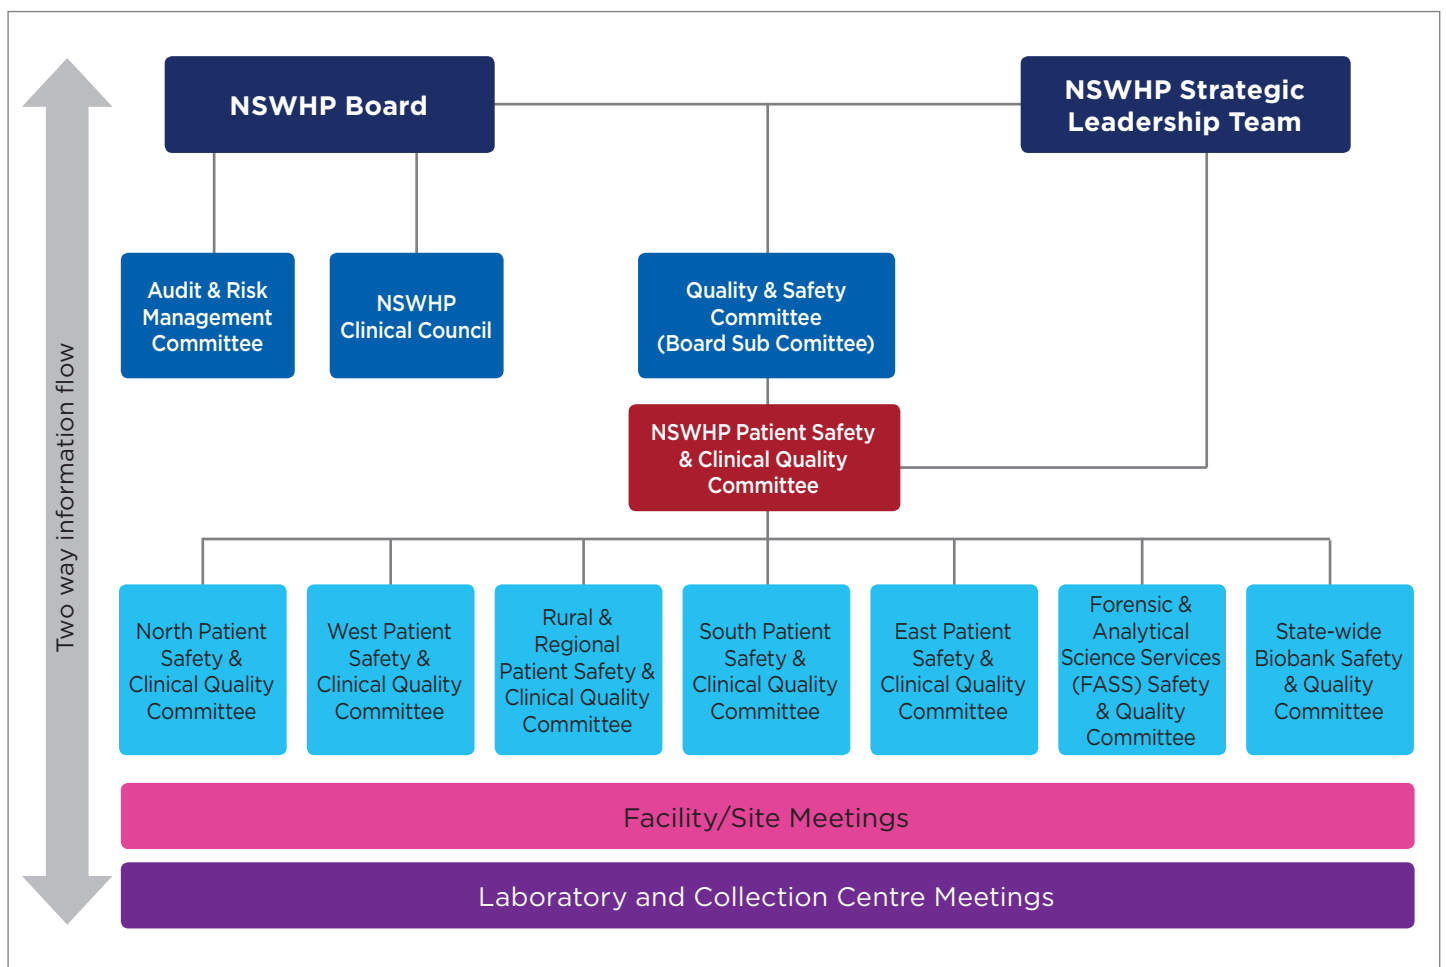 NSWHP Board
NSWHP Strategic
Leadership Team
Audit & Risk
Management
Committee
NSWHP
Clinical Council
Quality & Safety
Committee
(Board Sub Comittee)
NSWHP Patient Safety
& Clinical Quality
Committee
Two way information flow
North Patient
Safety &
Clinical Quality
Committee
West Patient
Safety &
Clinical Quality
Committee
Rural &
Regional
Patient Safety &
Clinical Quality
Committee
South Patient
Safety &
Clinical Quality
Committee
East Patient
Safety &
Clinical Quality
Committee
Forensic &
Analytical
Science Services
(FASS) Safety
& Quality
Committee
State-wide
Biobank Safety
& Quality
Committee
Facility/Site Meetings
Laboratory and Collection Centre Meetings